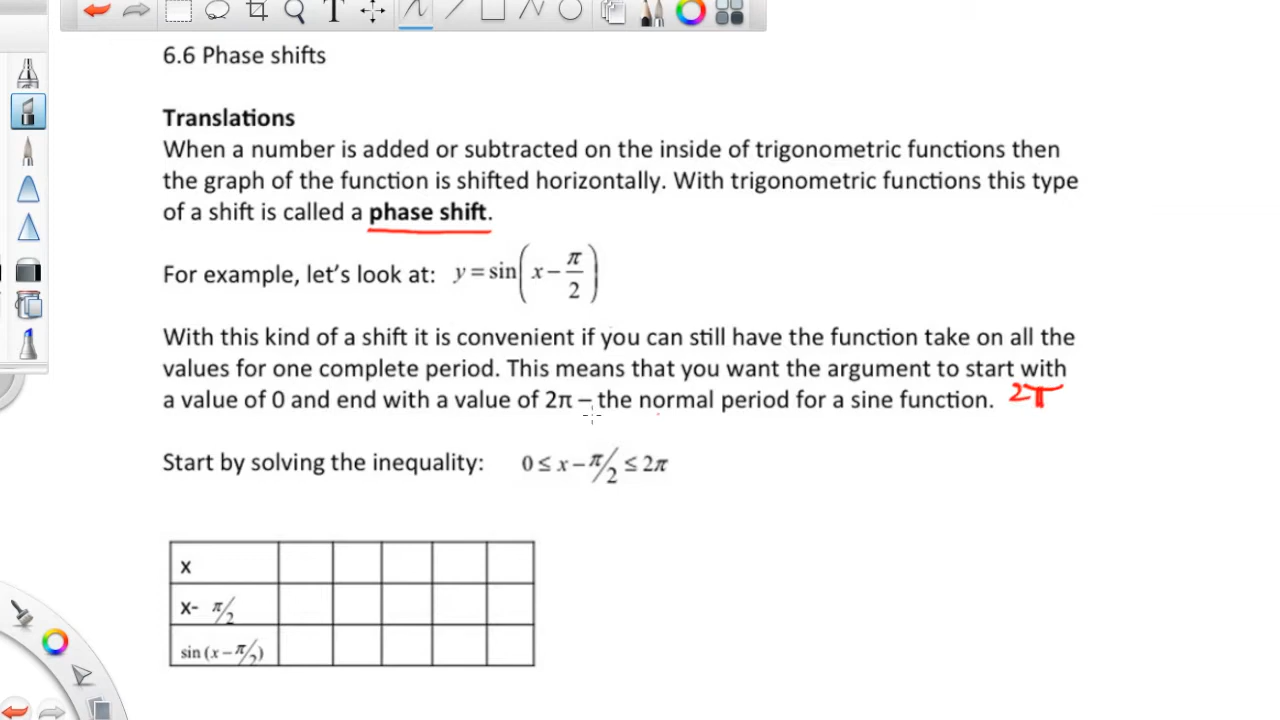 6.6 Phase shifts
Translations
When a number is added or subtracted on the inside of trigonometric functions then
the graph of the function is shifted horizontally. With trigonometric functions this type
of a shift is called a phase shift.
For example, let's look at: y = sin(x − π/2)
With this kind of a shift it is convenient if you can still have the function take on all the
values for one complete period. This means that you want the argument to start with
a value of 0 and end with a value of 2π – the normal period for a sine function. 2π
Start by solving the inequality: 0 ≤ x − π/2 ≤ 2π
x
x- π/2
sin (x − π/2)